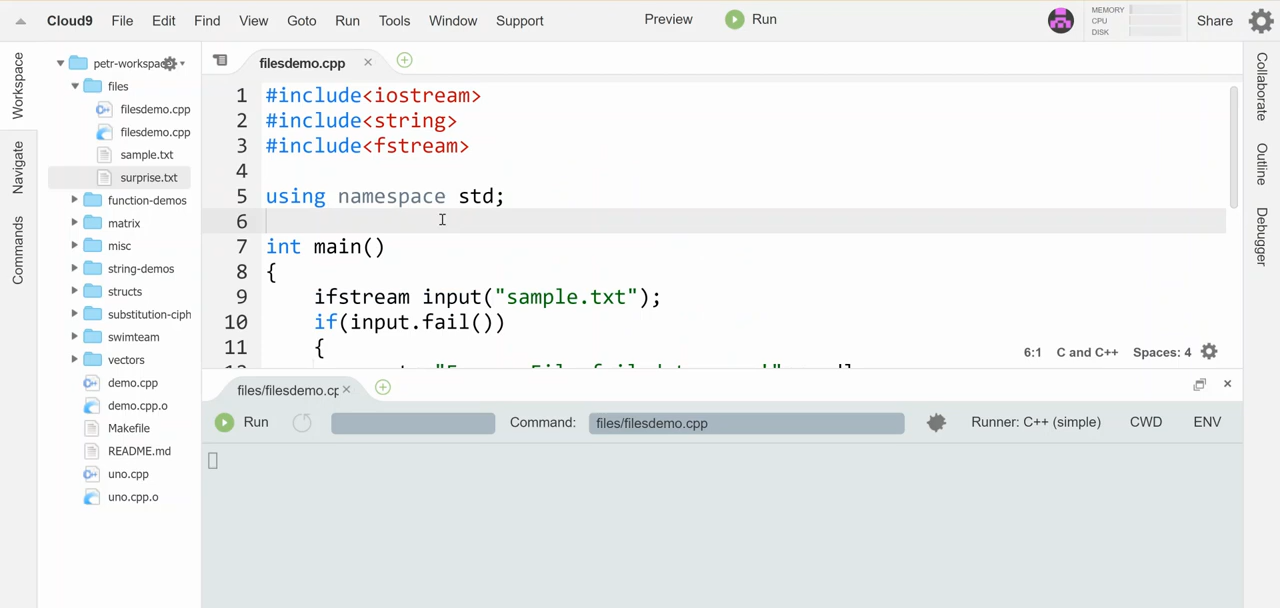 Cloud9 File Edit Find View Goto Run Tools Window Support Preview Run MEMORY CPU DISK Share
Workspace
Navigate
Commands
petr-workspac
files
filesdemo.cpp
filesdemo.cpp
sample.txt
surprise.txt
function-demos
matrix
misc
string-demos
structs
substitution-ciph
swimteam
vectors
demo.cpp
demo.cpp.o
Makefile
README.md
uno.cpp
uno.cpp.o
filesdemo.cpp
1 #include<iostream>
2 #include<string>
3 #include<fstream>
4
5 using namespace std;
6
7 int main()
8 {
9 ifstream input("sample.txt");
10 if(input.fail())
11 {
6:1 C and C++ Spaces: 4
files/filesdemo.cp
Run Command: files/filesdemo.cpp Runner: C++ (simple) CWD ENV
Collaborate
Outline
Debugger